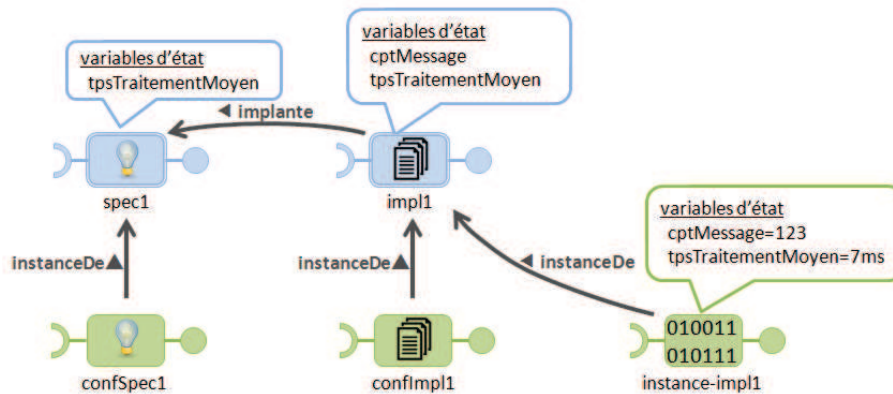 variables d'état
tpsTraitementMoyen
variables d'état
cptMessage
tpsTraitementMoyen
◄ implante
spec1
impl1
variables d'état
cptMessage=123
tpsTraitementMoyen=7ms
instanceDe▲
instanceDe▲
◄ instanceDe
010011
010111
confSpec1
confImpl1
instance-impl1